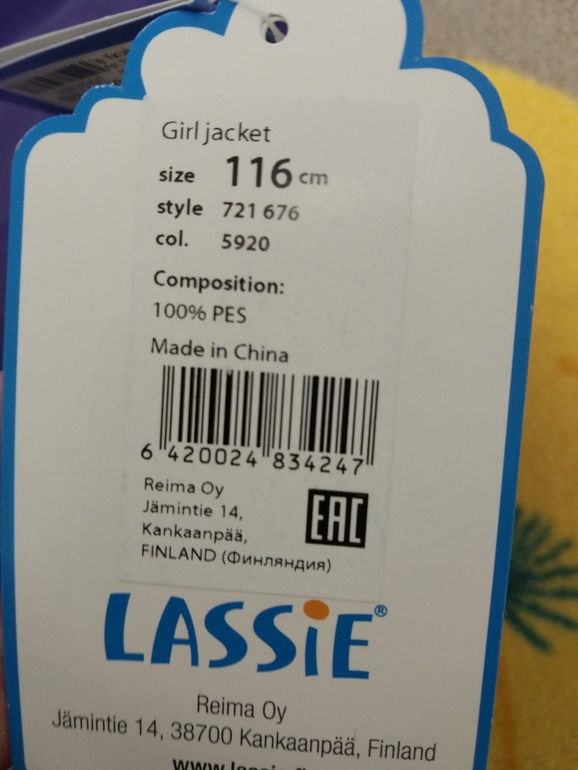 Girl jacket
size 116 cm
style 721 676
col. 5920
Composition:
100% PES
Made in China
6 420024 834247
Reima Oy
Jämintie 14,
Kankaanpää,
FINLAND (Финляндия)
EAC
LASSiE®
Reima Oy
Jämintie 14, 38700 Kankaanpää, Finland